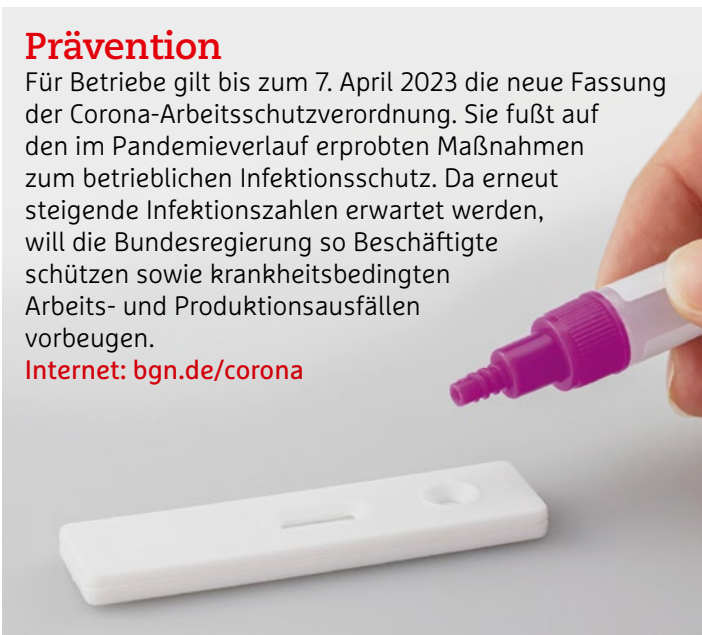 Prävention
Für Betriebe gilt bis zum 7. April 2023 die neue Fassung
der Corona-Arbeitsschutzverordnung. Sie fußt auf
den im Pandemieverlauf erprobten Maßnahmen
zum betrieblichen Infektionsschutz. Da erneut
steigende Infektionszahlen erwartet werden,
will die Bundesregierung so Beschäftigte
schützen sowie krankheitsbedingten
Arbeits- und Produktionsausfällen
vorbeugen.
Internet: bgn.de/corona